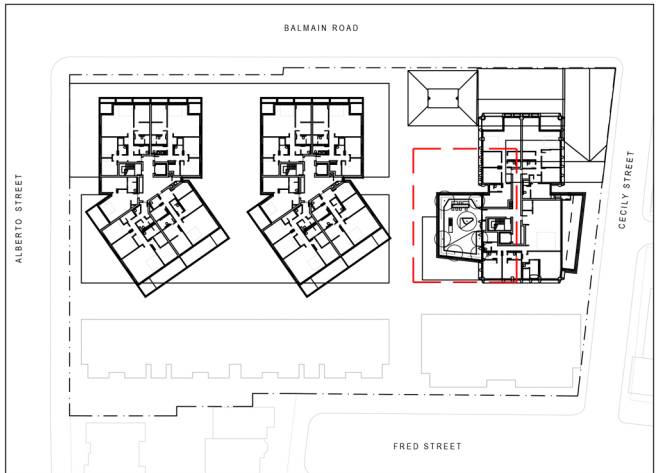 BALMAIN ROAD
ALBERTO STREET
CECILY STREET
FRED STREET